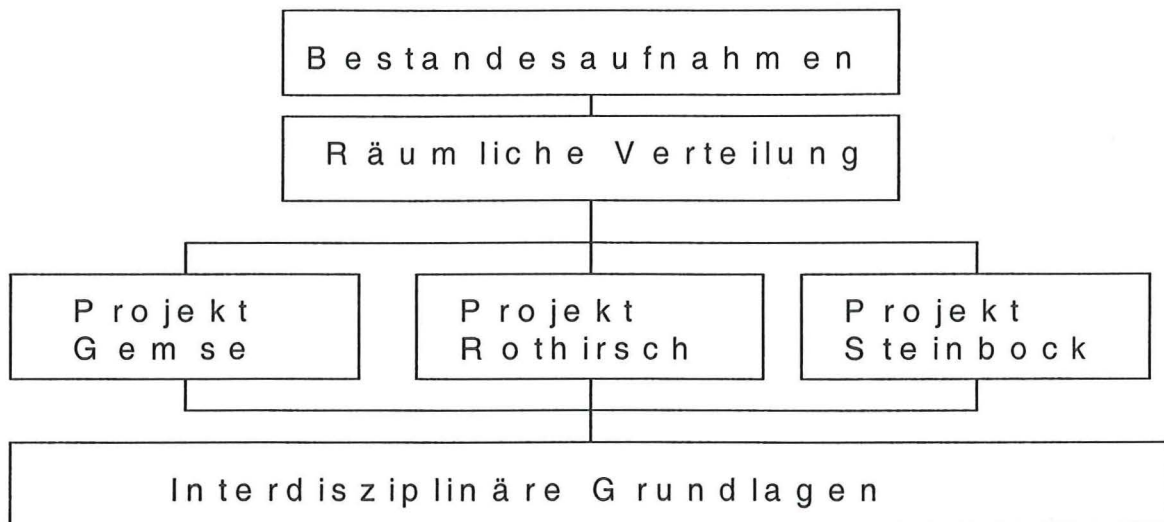 Bestandesaufnahmen
Räumliche Verteilung
Projekt
Gemse
Projekt
Rothirsch
Projekt
Steinbock
Interdisziplinäre Grundlagen